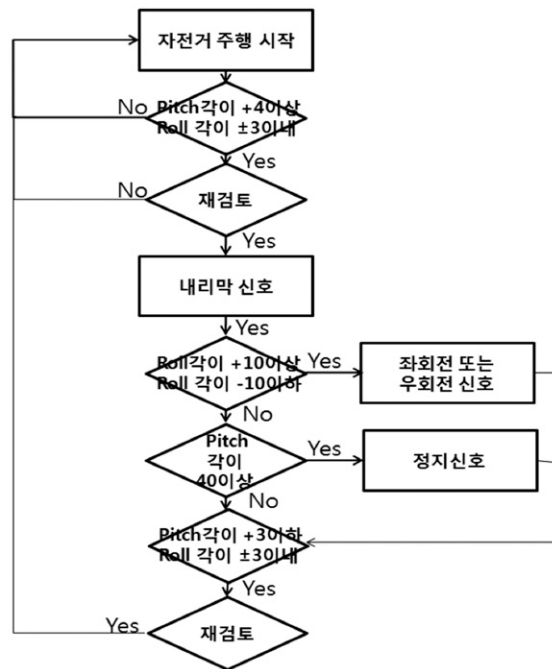 자전거 주행 시작
No
Pitch각이 +4이상
Roll 각이 ±3이내
Yes
No
재검토
Yes
내리막 신호
Yes
Roll각이 +10이상
Roll 각이 -10이하
Yes
좌회전 또는
우회전 신호
No
Pitch
각이
40이상
Yes
정지신호
No
Pitch각이 +3이하
Roll 각이 ±3이내
Yes
Yes
재검토